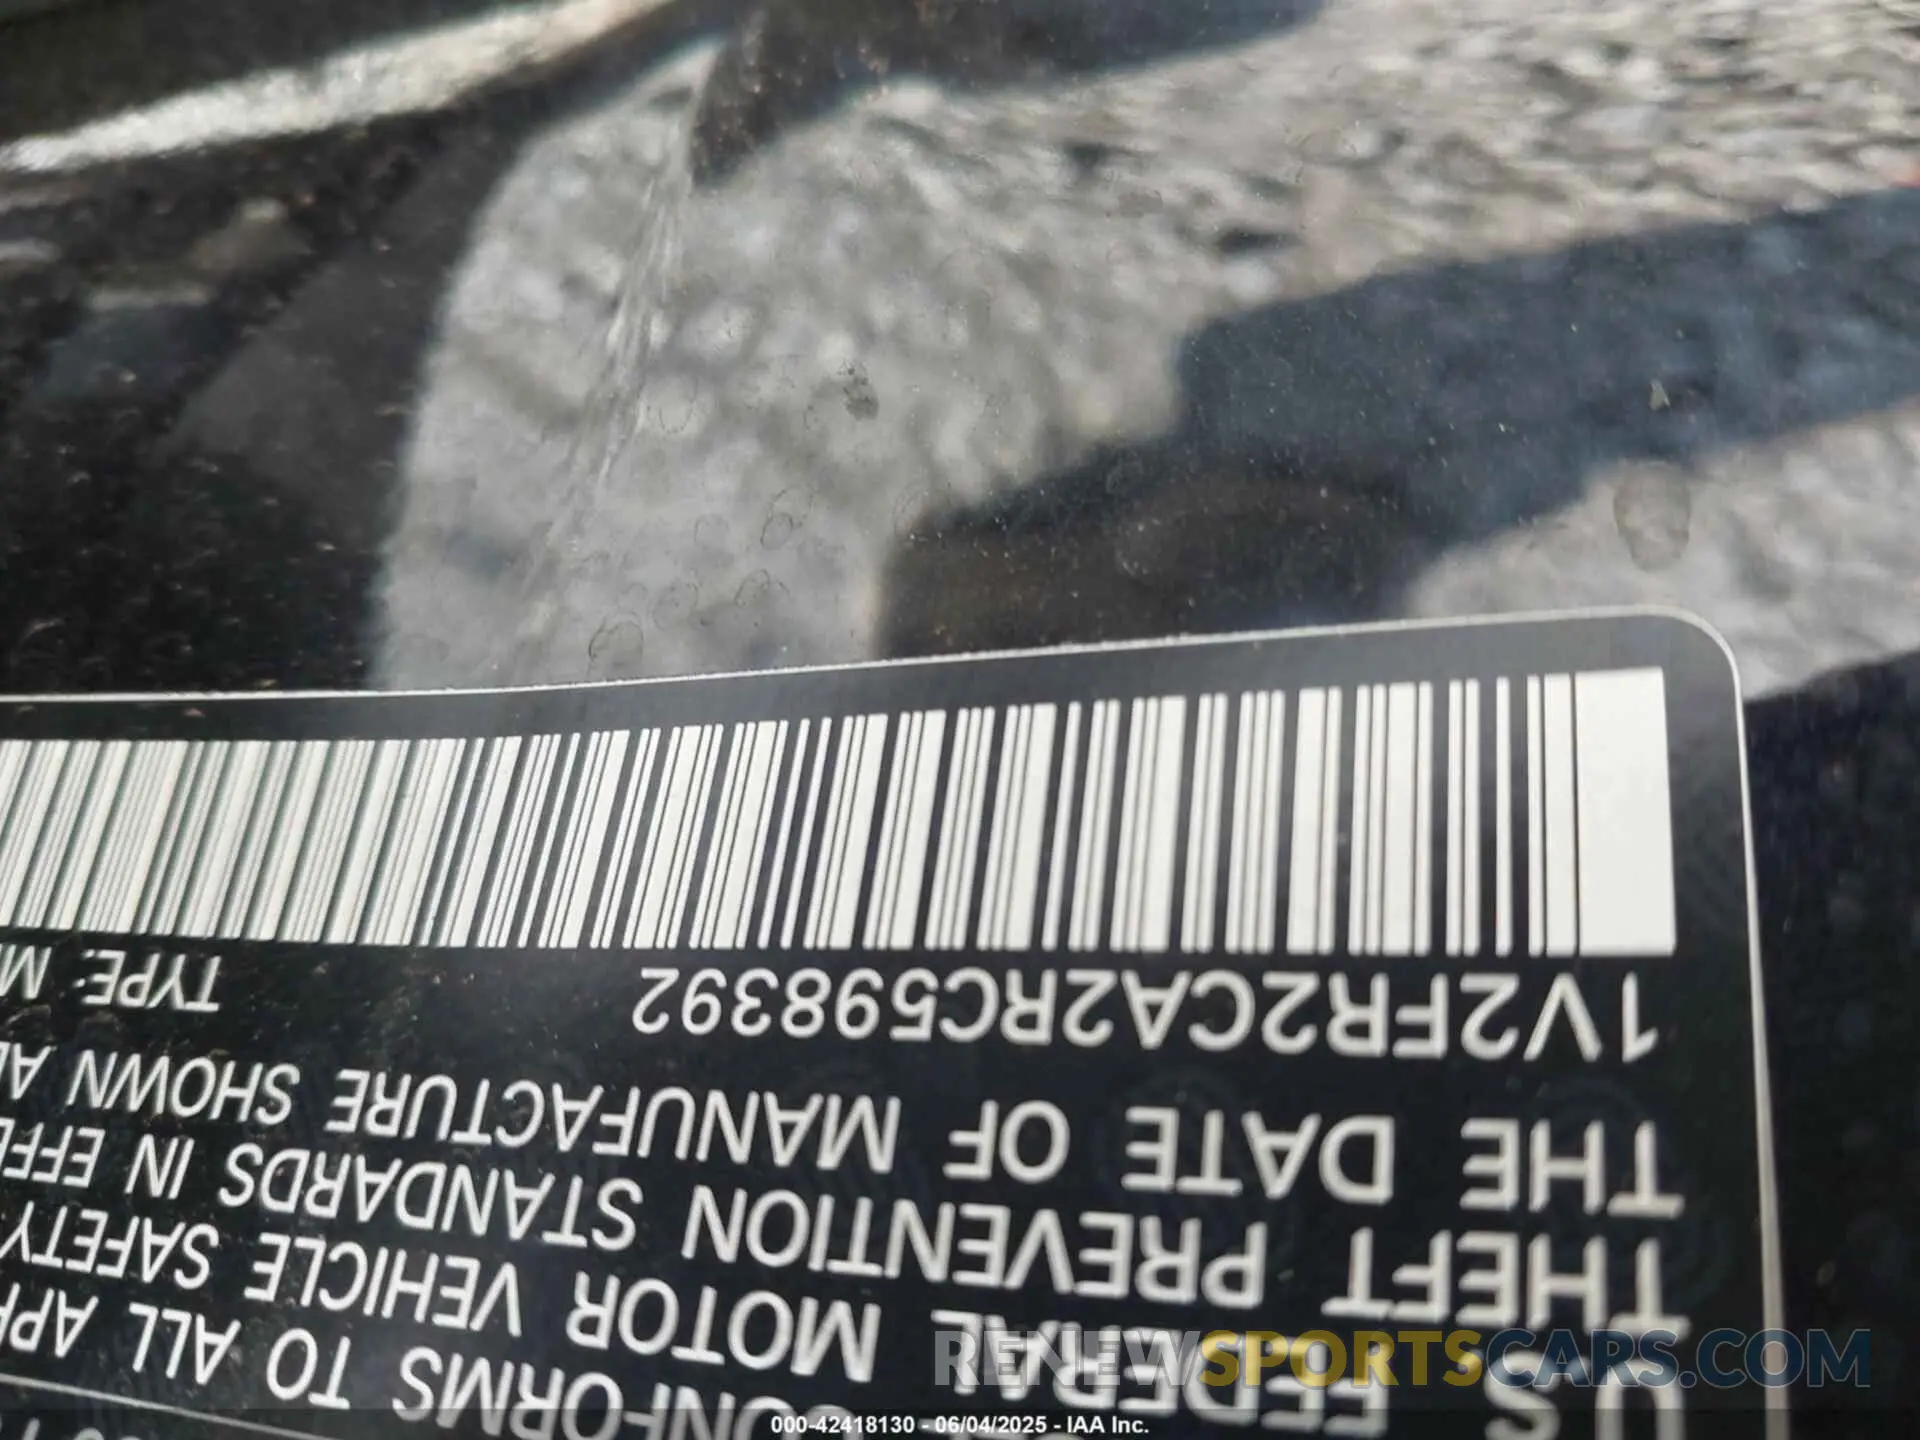 US
FEDERAL MOTOR VEHICLE SAFETY
THEFT PREVENTION STANDARDS IN
THE DATE OF MANUFACTURE SHOWN
1V2FR2CA2RC598392 TYPE:
TO ALL
RENEWSPORTSCARS.COM
000-42418130 - 06/04/2025 - IAA Inc.